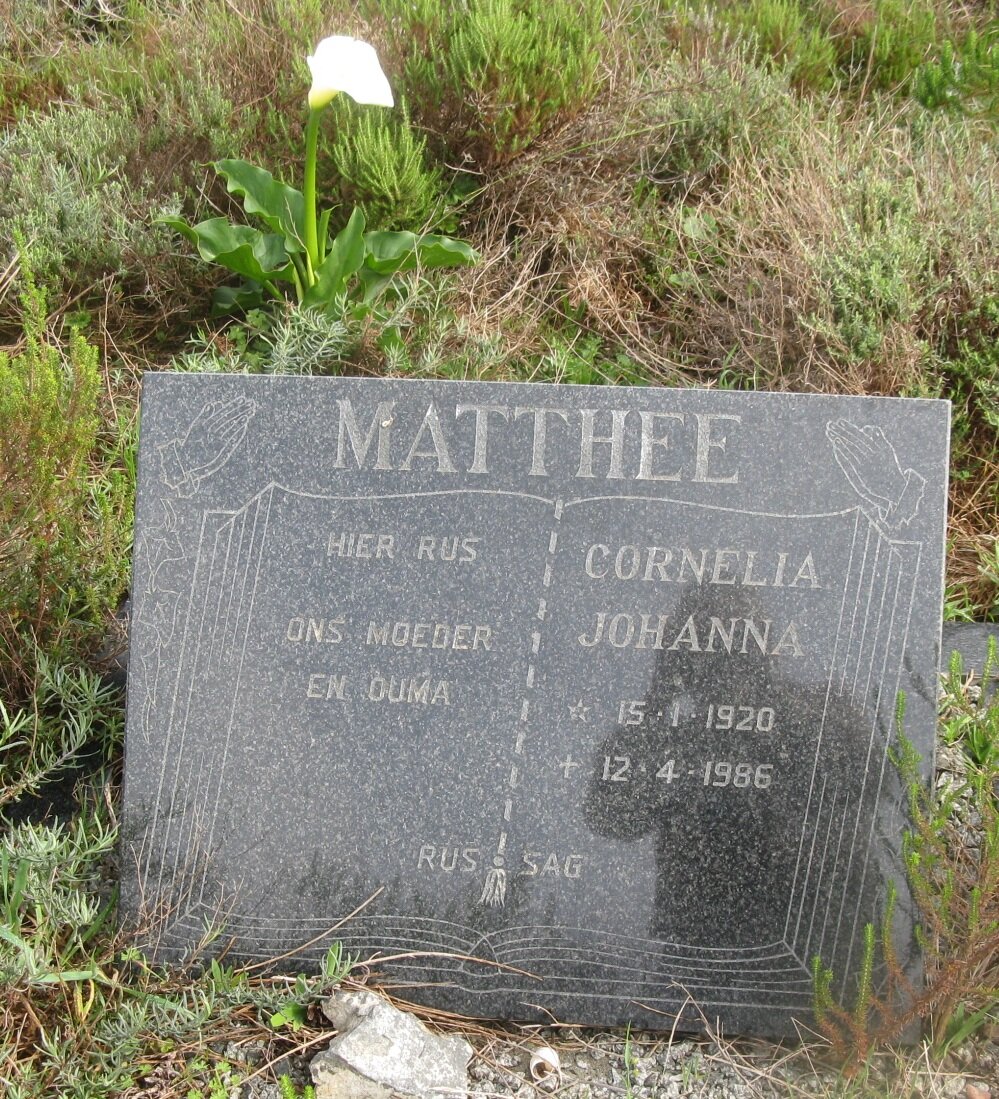 MATTHEE
HIER RUS
ONS MOEDER
EN OUMA
CORNELIA
JOHANNA
☆ 15·1·1920
† 12·4·1986
RUS SAG